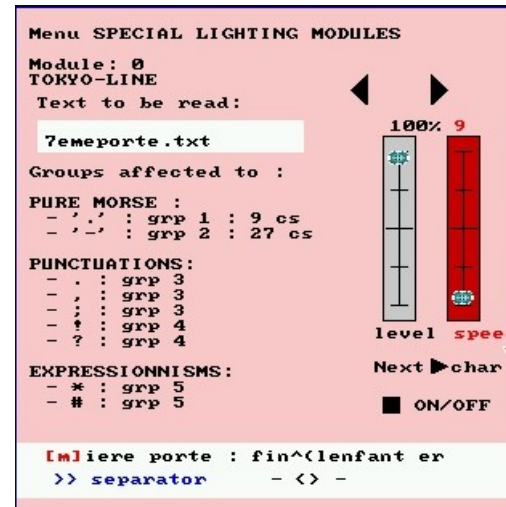 Menu SPECIAL LIGHTING MODULES
Module: 0
TOKYO-LINE
Text to be read:
7emeporte.txt
100% 9
Groups affected to :
PURE MORSE :
- '.' : grp 1 : 9 cs
- '-' : grp 2 : 27 cs
PUNCTUATIONS:
- . : grp 3
- , : grp 3
- ; : grp 3
- ! : grp 4
- ? : grp 4
level spee
EXPRESSIONNISMS:
- * : grp 5
- # : grp 5
Next ▶char
ON/OFF
[m]iere porte : fin^(lenfant er
>> separator - <> -